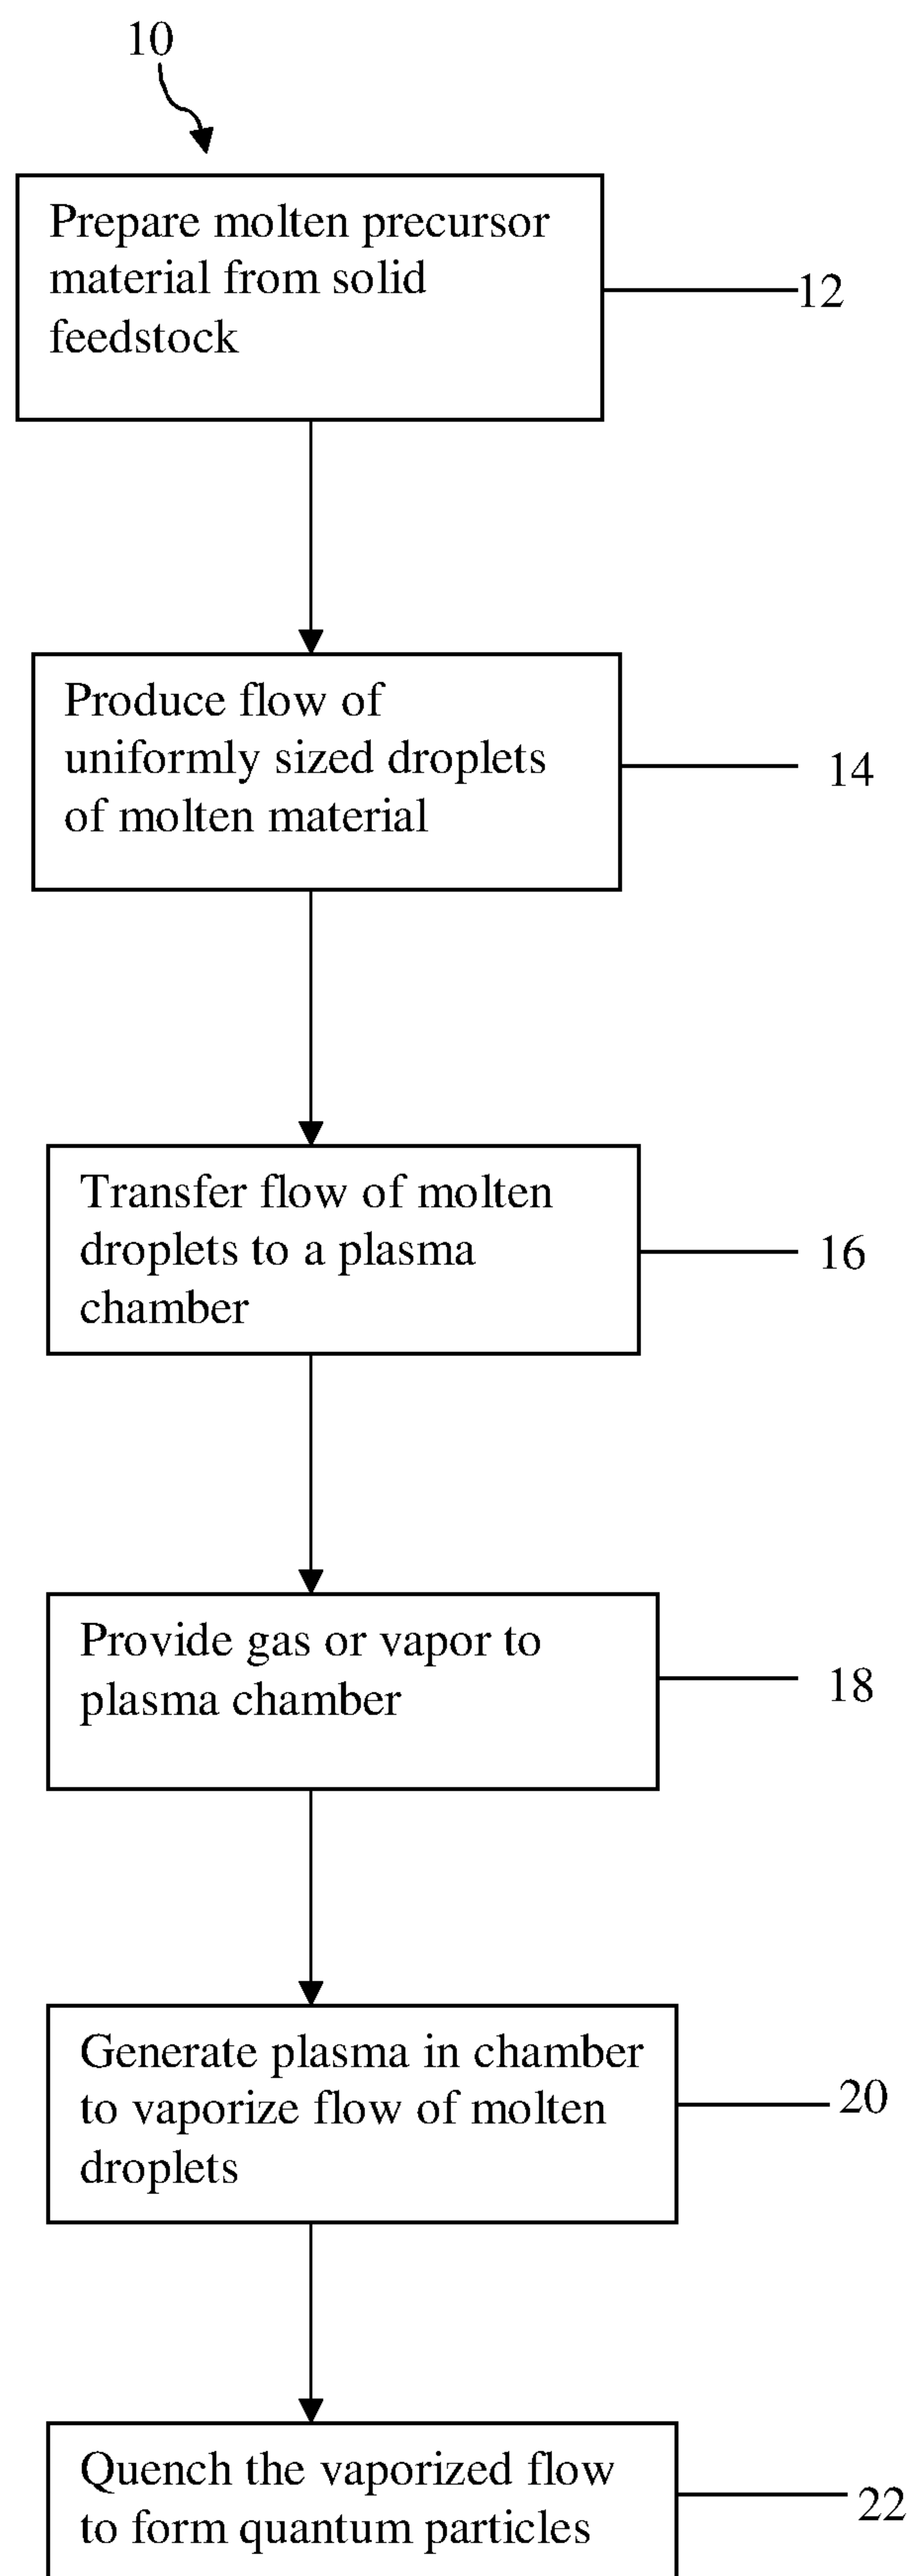 10
Prepare molten precursor
material from solid
feedstock
12
Produce flow of
uniformly sized droplets
of molten material
14
Transfer flow of molten
droplets to a plasma
chamber
16
Provide gas or vapor to
plasma chamber
18
Generate plasma in chamber
to vaporize flow of molten
droplets
20
Quench the vaporized flow
to form quantum particles
22